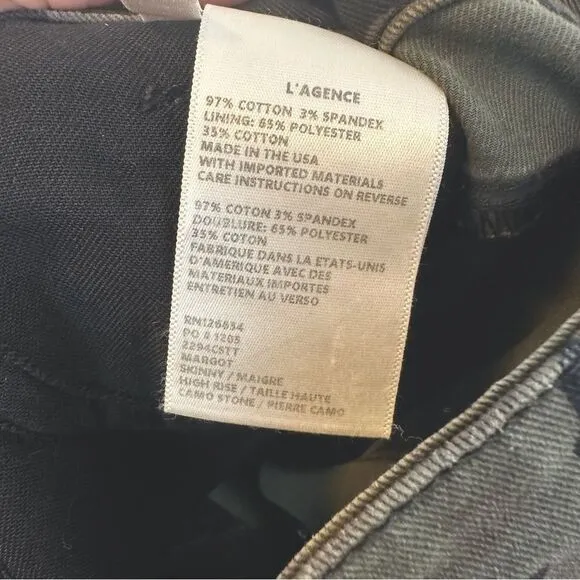 L'AGENCE
97% COTTON 3% SPANDEX
LINING: 65% POLYESTER
35% COTTON
MADE IN THE USA
WITH IMPORTED MATERIALS
CARE INSTRUCTIONS ON REVERSE
97% COTON 3% SPANDEX
DOUBLURE: 65% POLYESTER
35% COTON
FABRIQUE DANS LA ETATS-UNIS
D'AMERIQUE AVEC DES
MATERIAUX IMPORTES
ENTRETIEN AU VERSO
RN126634
PO # 1205
2294CSTT
MARGOT
SKINNY / MAIGRE
HIGH RISE / TAILLE HAUTE
CAMO STONE / PIERRE CAMO